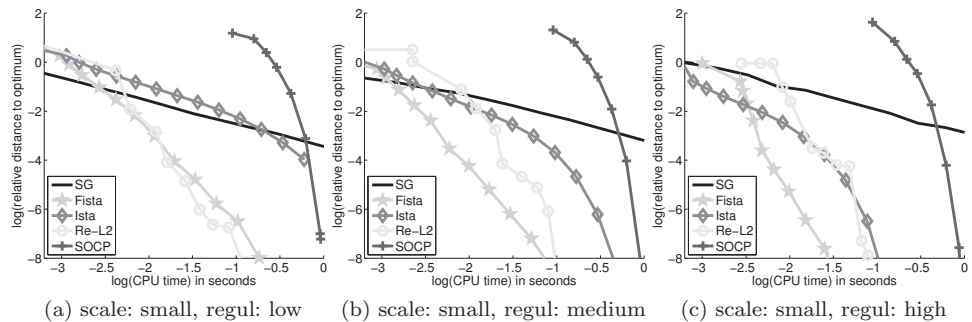 log(relative distance to optimum)
2
0
−2
−4
−6
−8
SG
Fista
Ista
Re−L2
SOCP
−3 −2.5 −2 −1.5 −1 −0.5 0
log(CPU time) in seconds
(a) scale: small, regul: low
log(relative distance to optimum)
2
0
−2
−4
−6
−8
SG
Fista
Ista
Re−L2
SOCP
−3 −2.5 −2 −1.5 −1 −0.5 0
log(CPU time) in seconds
(b) scale: small, regul: medium
log(relative distance to optimum)
2
0
−2
−4
−6
−8
SG
Fista
Ista
Re−L2
SOCP
−3 −2.5 −2 −1.5 −1 −0.5 0
log(CPU time) in seconds
(c) scale: small, regul: high